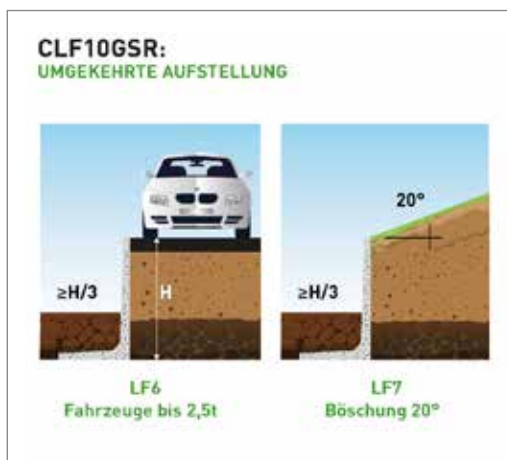 CLF10GSR:
UMGEKEHRTE AUFSTELLUNG
≥H/3
H
20°
≥H/3
LF6
Fahrzeuge bis 2,5t
LF7
Böschung 20°